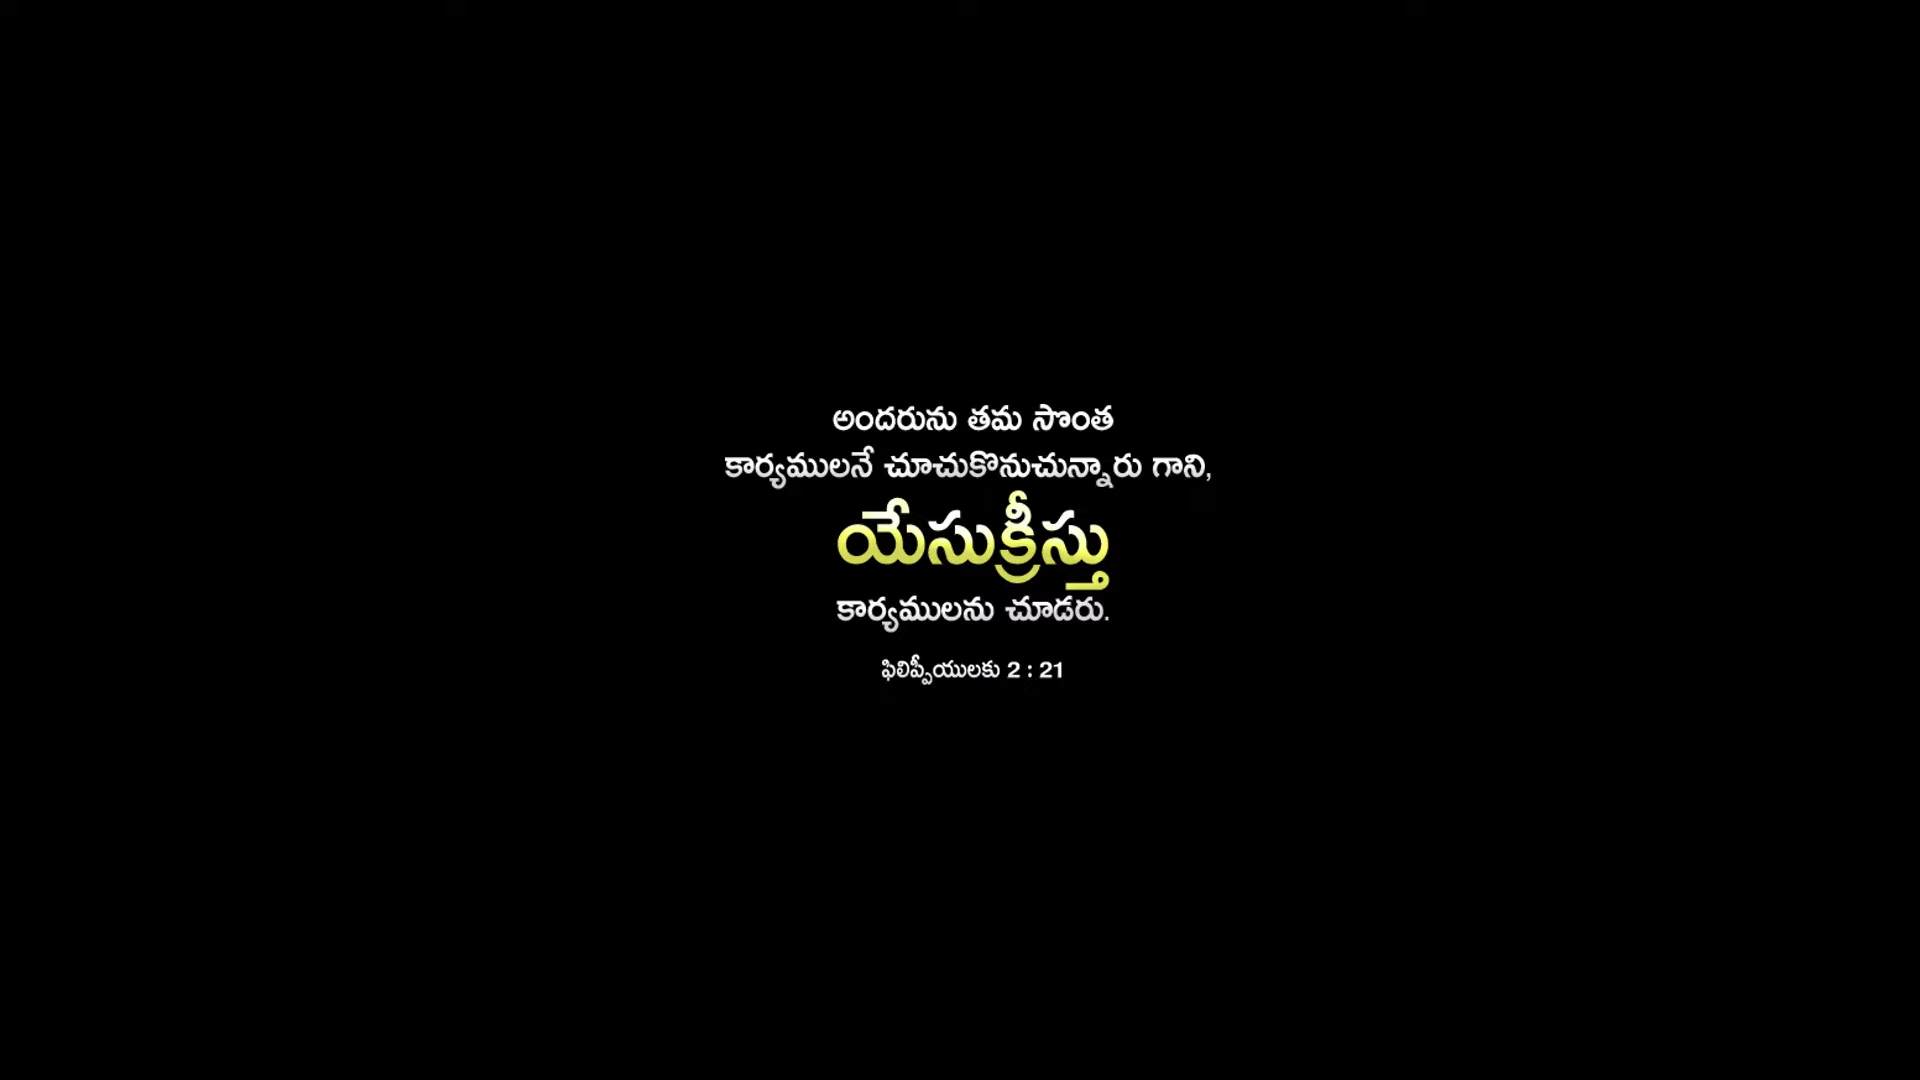 అందరును తమ సొంత
కార్యములనే చూచుకొనుచున్నారు గాని,
యేసుక్రీస్తు
కార్యములను చూడరు.
ఫిలిప్పీయులకు 2 : 21